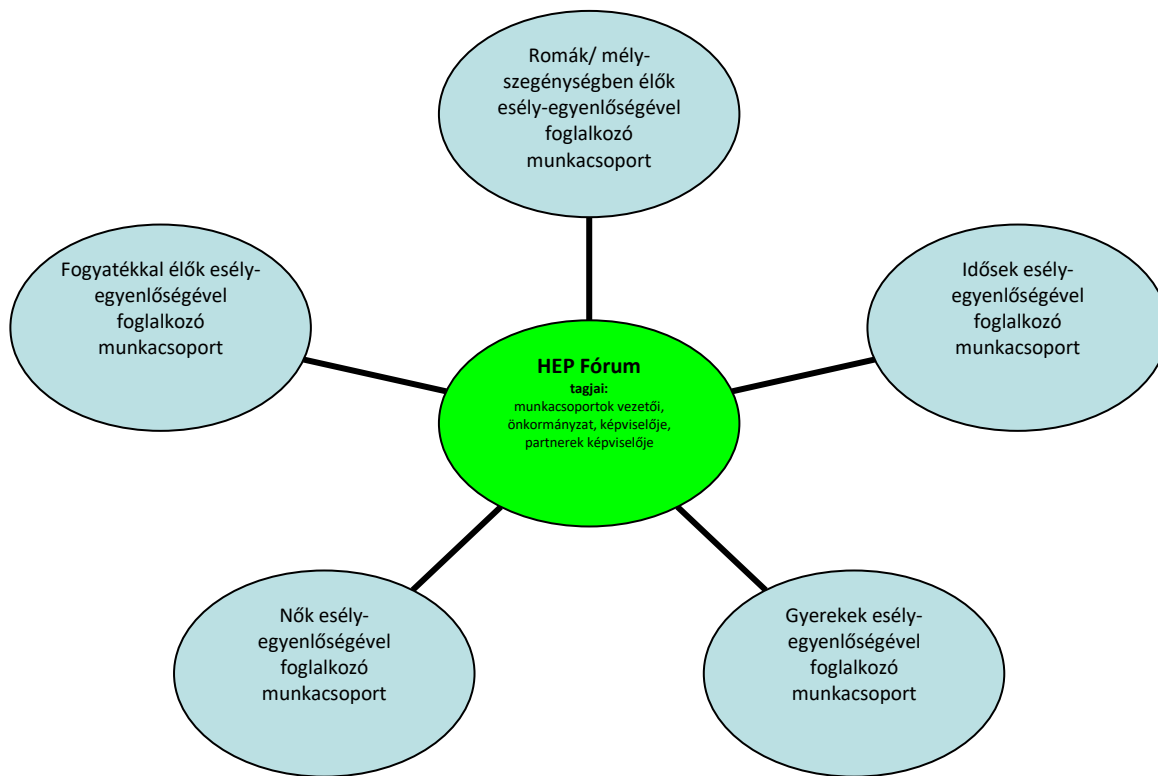 Romák/ mély-
szegénységben élők
esély-egyenlőségével
foglalkozó
munkacsoport
Fogyatékkal élők esély-
egyenlőségével
foglalkozó
munkacsoport
Idősek esély-
egyenlőségével
foglalkozó
munkacsoport
HEP Fórum
tagjai:
munkacsoportok vezetői,
önkormányzat, képviselője,
partnerek képviselője
Nők esély-
egyenlőségével
foglalkozó
munkacsoport
Gyerekek esély-
egyenlőségével
foglalkozó
munkacsoport